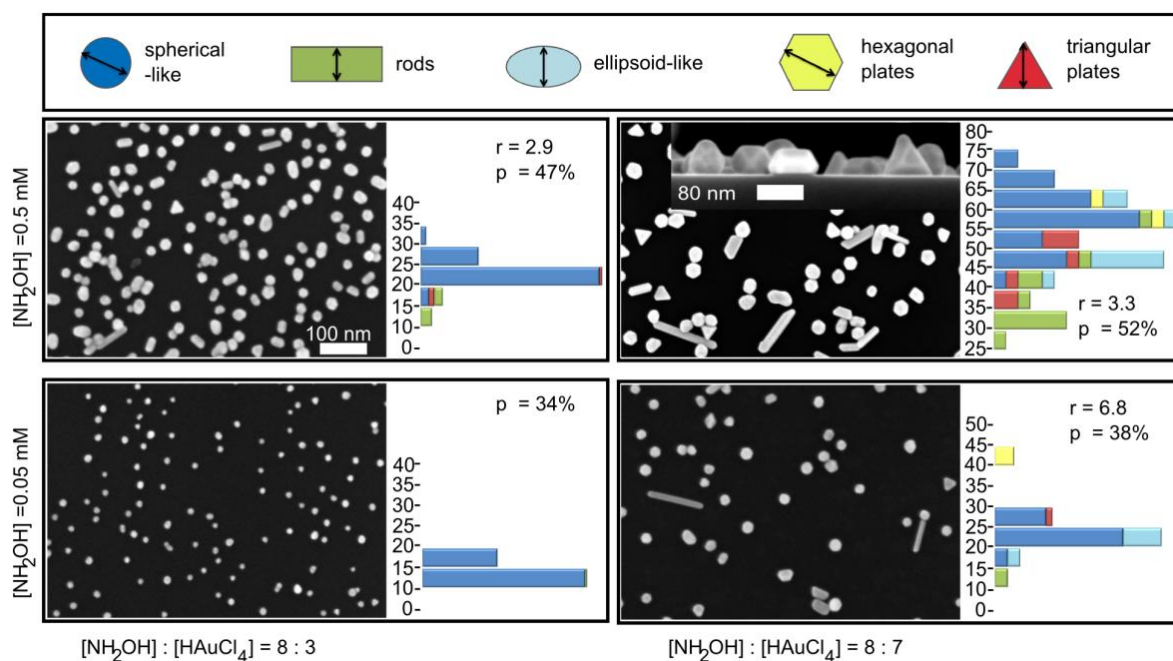 spherical
-like
rods
ellipsoid-like
hexagonal
plates
triangular
plates
[NH2OH] =0.5 mM
r = 2.9
p = 47%
40-
35-
30-
25-
20-
15-
10-
0-
100 nm
80 nm
80-
75-
70-
65-
60-
55-
50-
45-
40-
35-
30-
25-
r = 3.3
p = 52%
[NH2OH] =0.05 mM
p = 34%
40-
35-
30-
25-
20-
15-
10-
0-
r = 6.8
p = 38%
50-
45-
40-
35-
30-
25-
20-
15-
10-
0-
[NH2OH] : [HAuCl4] = 8 : 3
[NH2OH] : [HAuCl4] = 8 : 7